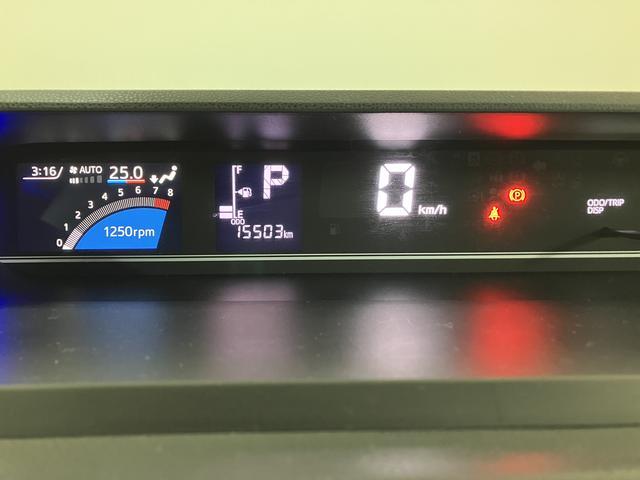 3:16 AUTO 25.0
0 1 2 3 4 5 6 7 8
1250rpm
F
P
E
ODO
15503km
0 km/h
(P)
ODO/TRIP
DISP